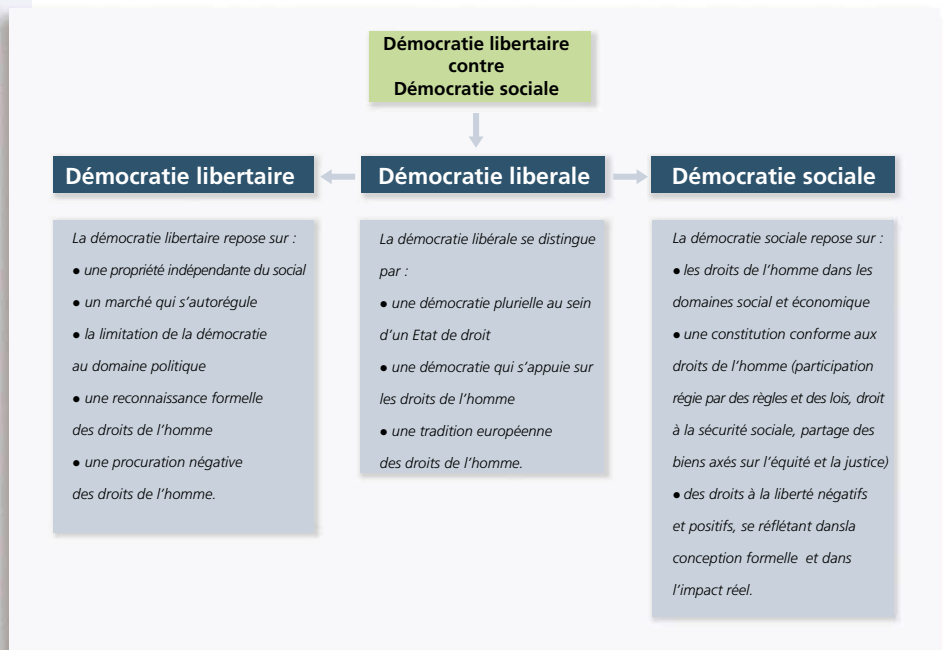 Démocratie libertaire
contre
Démocratie sociale
Démocratie libertaire
Démocratie liberale
Démocratie sociale
La démocratie libertaire repose sur :
● une propriété indépendante du social
● un marché qui s’autorégule
● la limitation de la démocratie
au domaine politique
● une reconnaissance formelle
des droits de l’homme
● une procuration négative
des droits de l’homme.
La démocratie libérale se distingue
par :
● une démocratie plurielle au sein
d’un Etat de droit
● une démocratie qui s’appuie sur
les droits de l’homme
● une tradition européenne
des droits de l’homme.
La démocratie sociale repose sur :
● les droits de l’homme dans les
domaines social et économique
● une constitution conforme aux
droits de l’homme (participation
régie par des règles et des lois, droit
à la sécurité sociale, partage des
biens axés sur l’équité et la justice)
● des droits à la liberté négatifs
et positifs, se réflétant dansla
conception formelle et dans
l’impact réel.